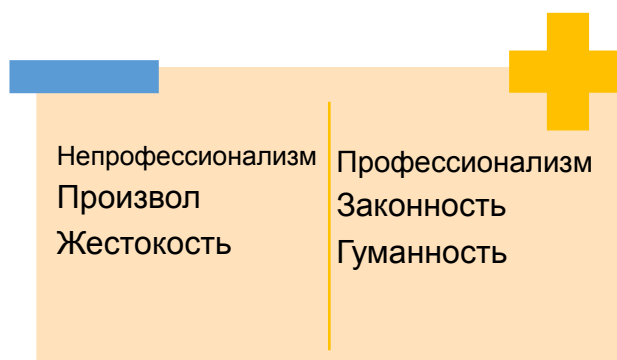 Непрофессионализм
Произвол
Жестокость
Профессионализм
Законность
Гуманность